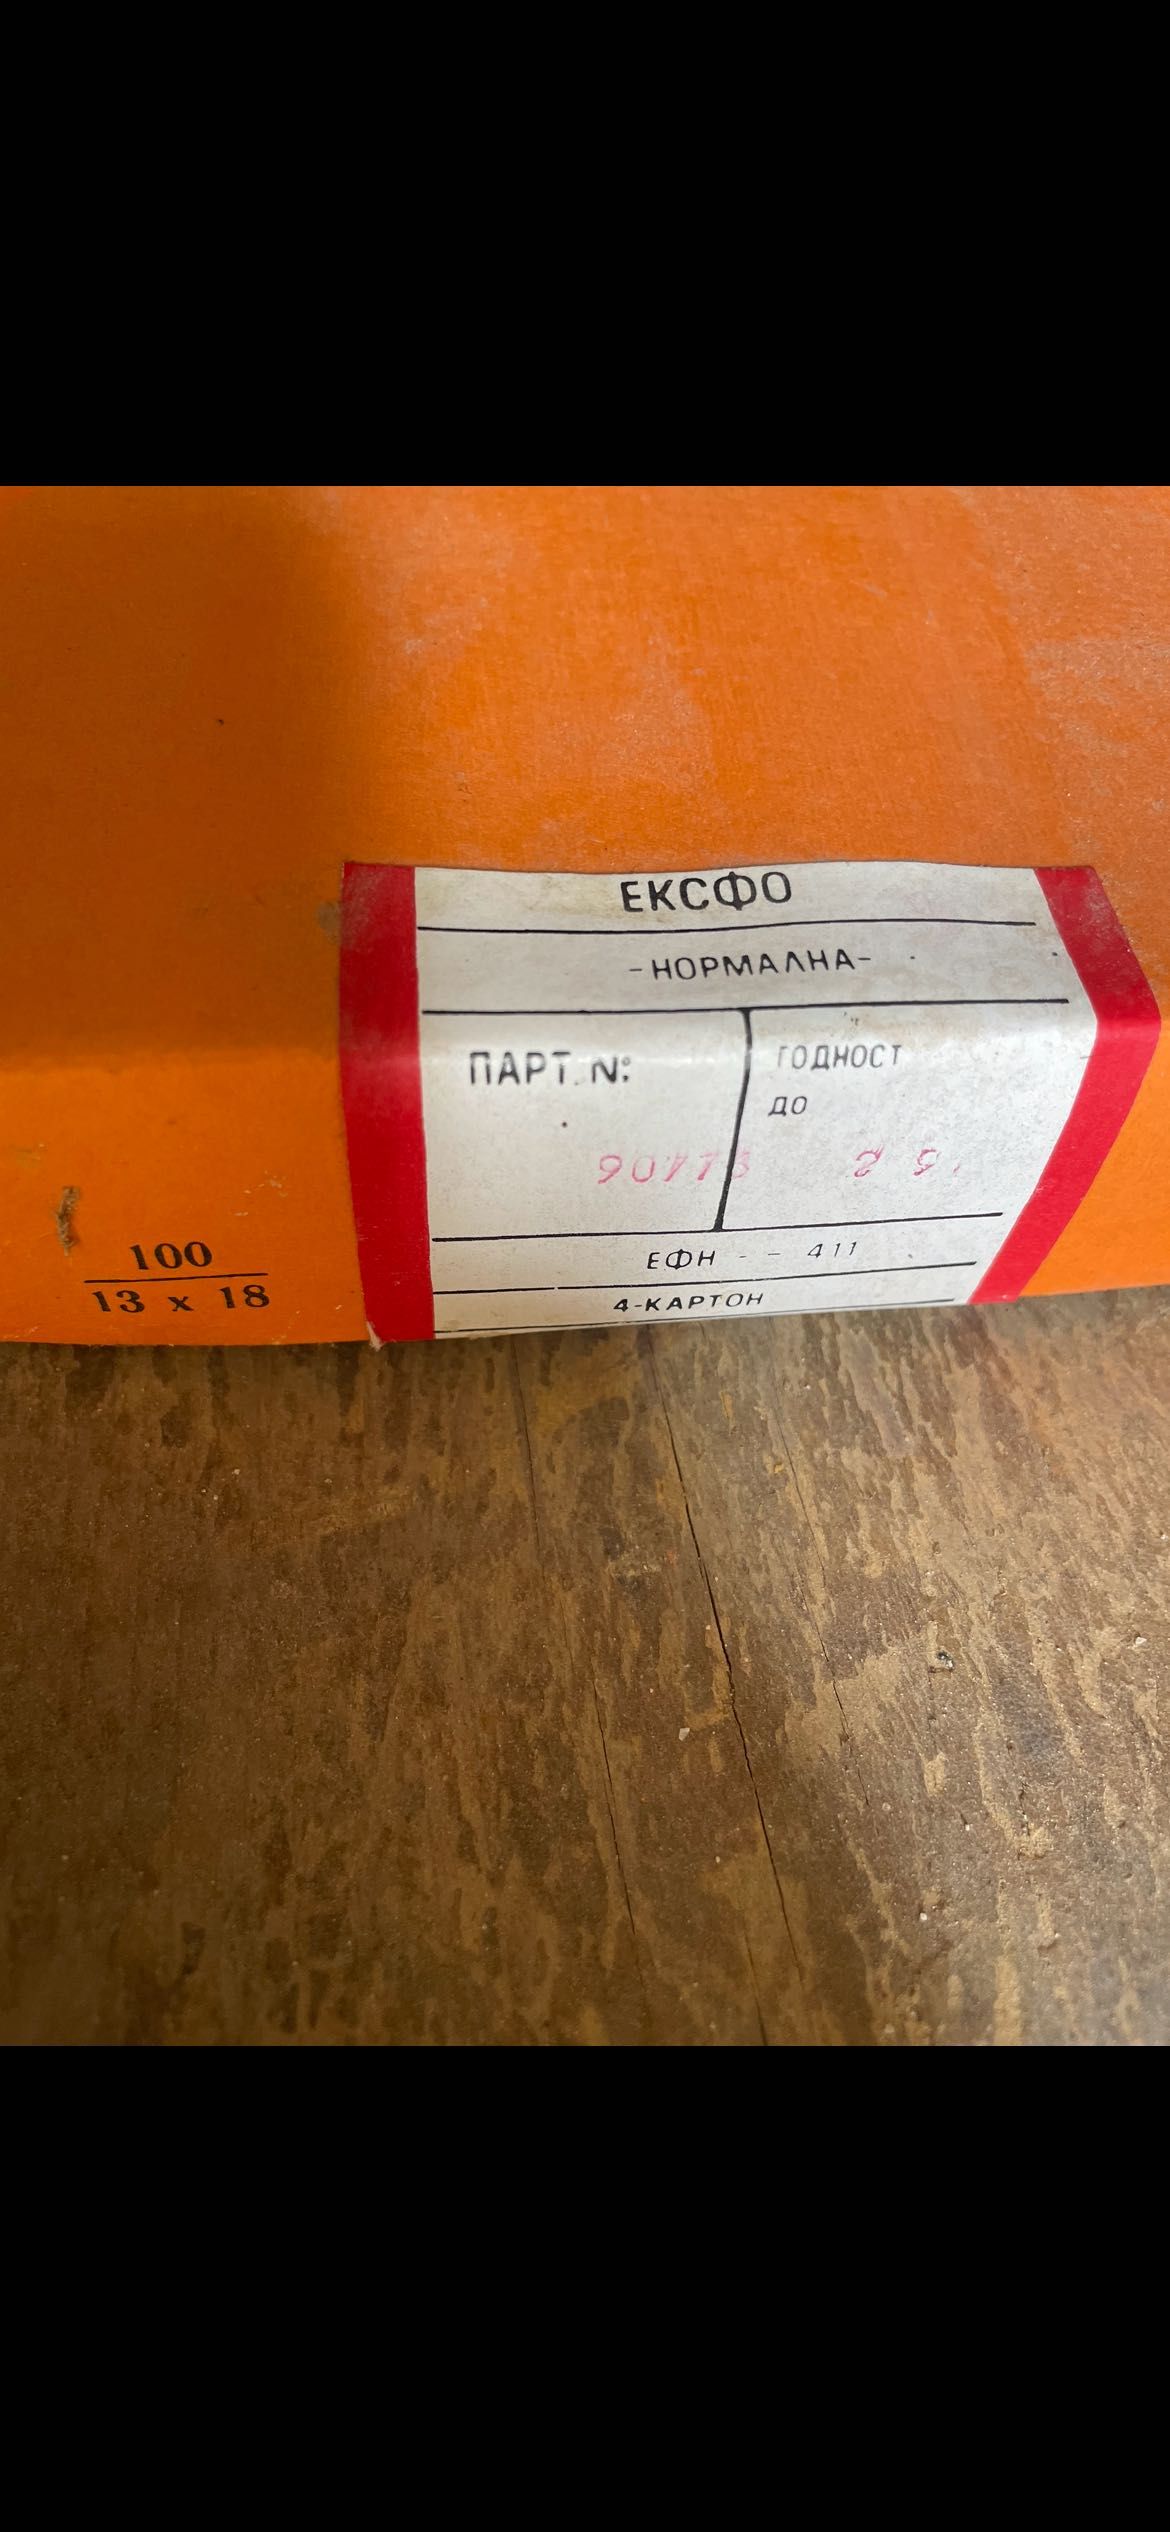 ЕКСФО
-НОРМАЛНА-
ПАРТ. N:
ГОДНОСТ
ДО
ЕФН - - 411
4-КАРТОН
100
13 x 18